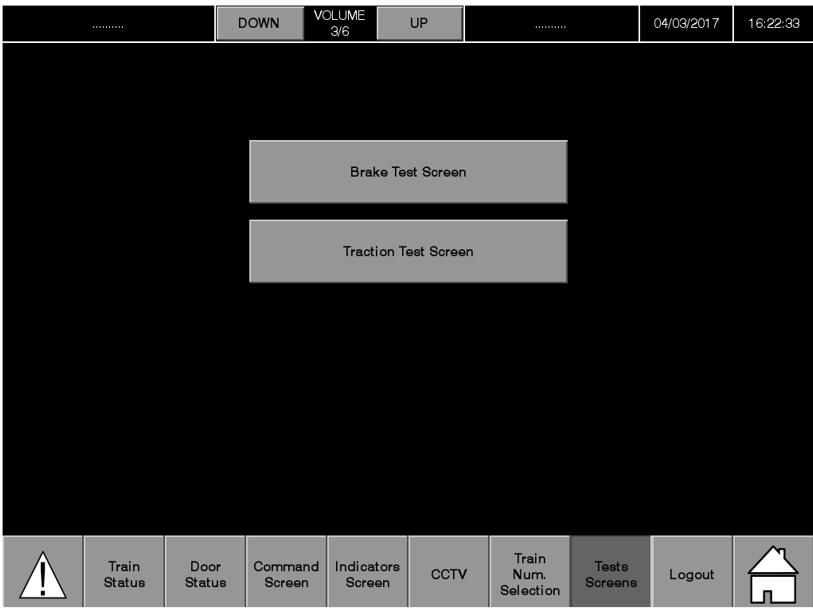 ..........
DOWN
VOLUME
3/6
UP
..........
04/03/2017
16:22:33
Brake Test Screen
Traction Test Screen
!
Train
Status
Door
Status
Command
Screen
Indicators
Screen
CCTV
Train
Num.
Selection
Tests
Screens
Logout